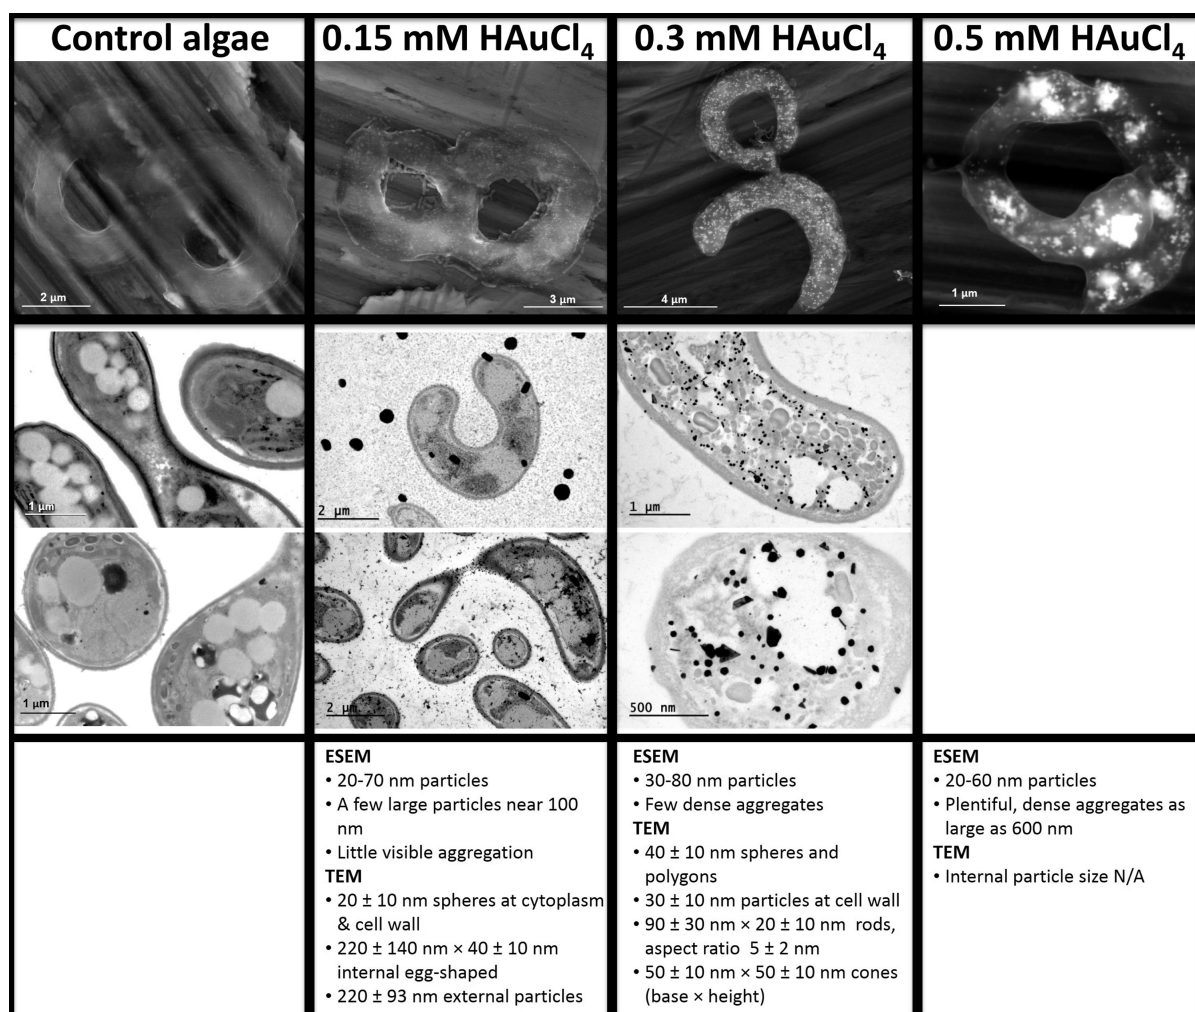 Control algae
0.15 mM HAuCl4
0.3 mM HAuCl4
0.5 mM HAuCl4
2 µm
3 µm
4 µm
1 µm
1 µm
2 µm
1 µm
1 µm
2 µm
500 nm
ESEM
• 20-70 nm particles
• A few large particles near 100
nm
• Little visible aggregation
TEM
• 20 ± 10 nm spheres at cytoplasm
& cell wall
• 220 ± 140 nm × 40 ± 10 nm
internal egg-shaped
• 220 ± 93 nm external particles
ESEM
• 30-80 nm particles
• Few dense aggregates
TEM
• 40 ± 10 nm spheres and
polygons
• 30 ± 10 nm particles at cell wall
• 90 ± 30 nm × 20 ± 10 nm rods,
aspect ratio 5 ± 2 nm
• 50 ± 10 nm × 50 ± 10 nm cones
(base × height)
ESEM
• 20-60 nm particles
• Plentiful, dense aggregates as
large as 600 nm
TEM
• Internal particle size N/A